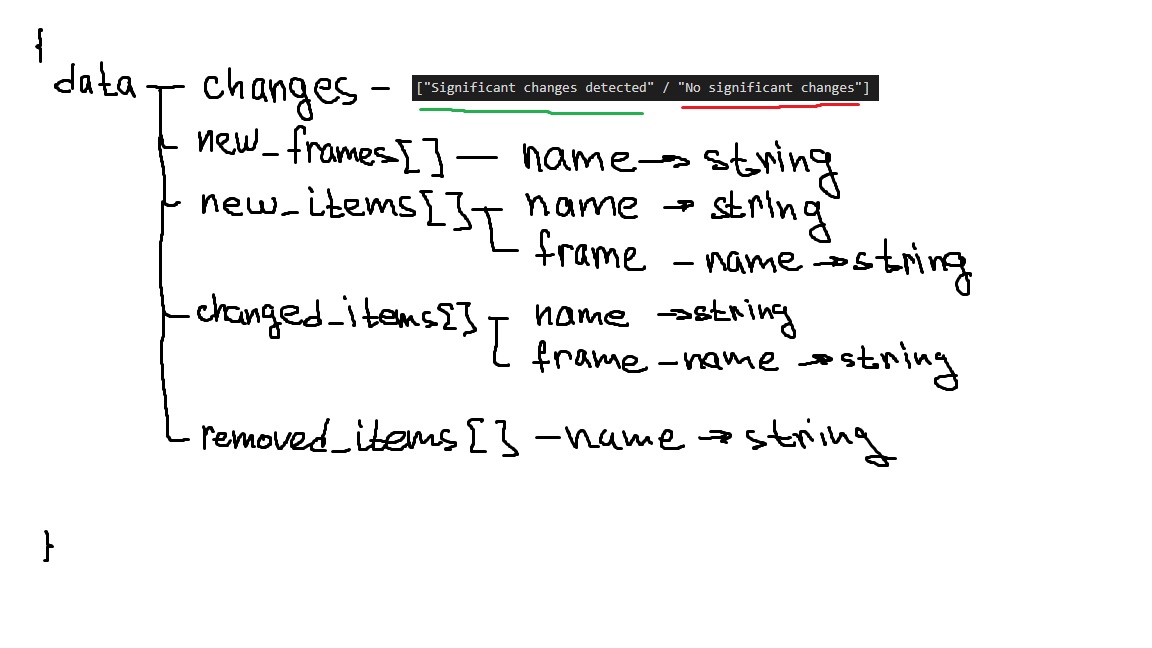 {
data - changes - ["Significant changes detected" / "No significant changes"]
new_frames[] - name → string
new_items[] name → string
frame - name → string
changed_items[] name → string
frame - name → string
removed_items[] - name → string
}